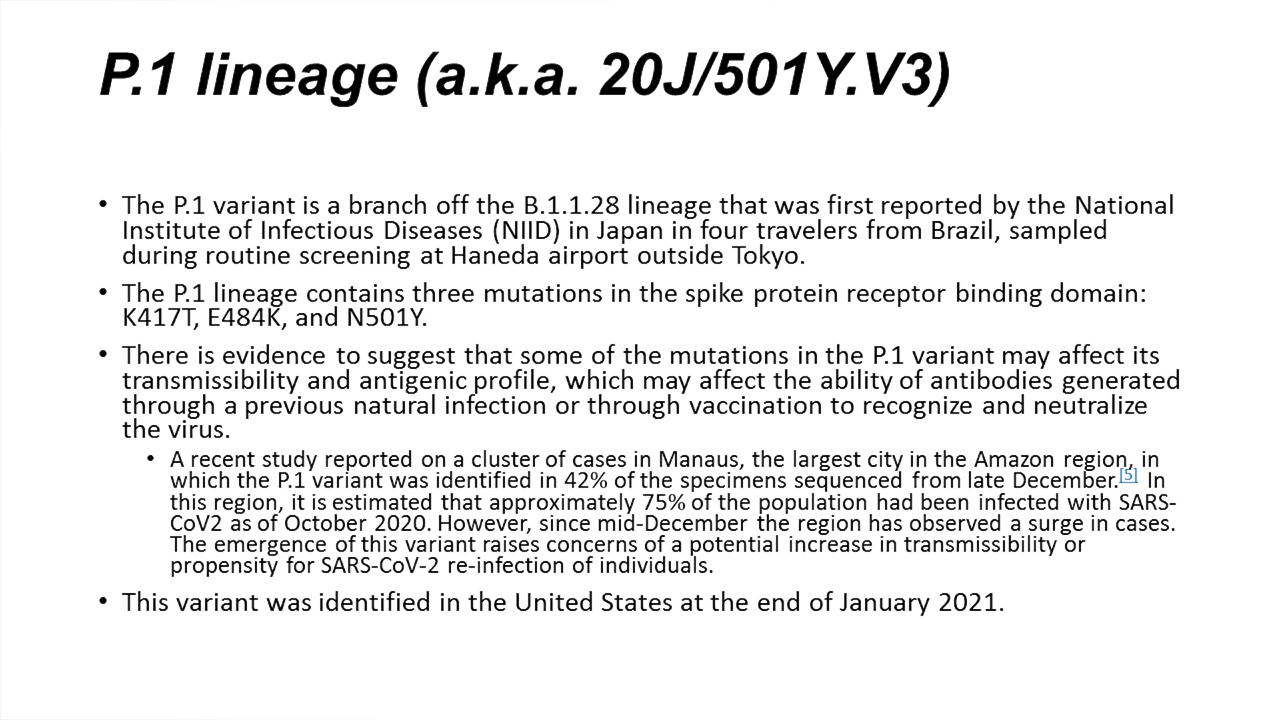 P.1 lineage (a.k.a. 20J/501Y.V3)
• The P.1 variant is a branch off the B.1.1.28 lineage that was first reported by the National
Institute of Infectious Diseases (NIID) in Japan in four travelers from Brazil, sampled
during routine screening at Haneda airport outside Tokyo.
• The P.1 lineage contains three mutations in the spike protein receptor binding domain:
K417T, E484K, and N501Y.
• There is evidence to suggest that some of the mutations in the P.1 variant may affect its
transmissibility and antigenic profile, which may affect the ability of antibodies generated
through a previous natural infection or through vaccination to recognize and neutralize
the virus.
• A recent study reported on a cluster of cases in Manaus, the largest city in the Amazon region, in
which the P.1 variant was identified in 42% of the specimens sequenced from late December.[5] In
this region, it is estimated that approximately 75% of the population had been infected with SARS-
CoV2 as of October 2020. However, since mid-December the region has observed a surge in cases.
The emergence of this variant raises concerns of a potential increase in transmissibility or
propensity for SARS-CoV-2 re-infection of individuals.
• This variant was identified in the United States at the end of January 2021.